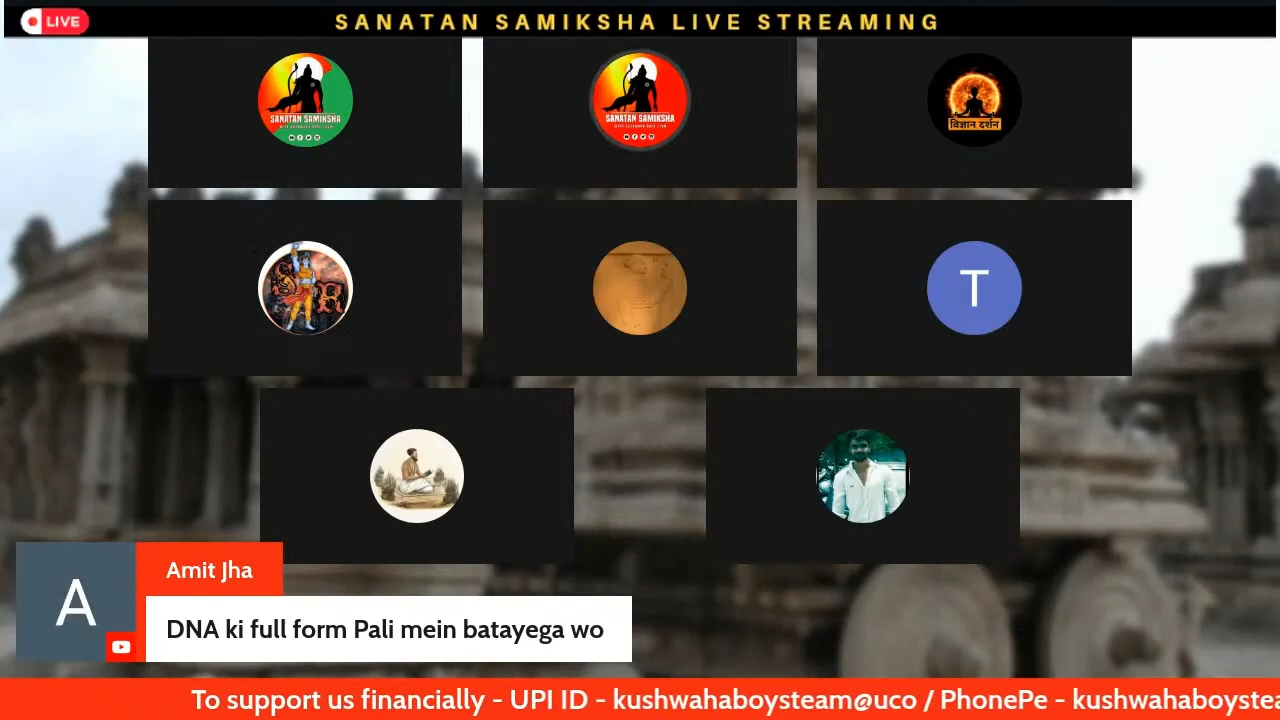 LIVE
SANATAN SAMIKSHA LIVE STREAMING
SANATAN SAMIKSHA
SANATAN SAMIKSHA
विज्ञान दर्शन
S R
T
A
Amit Jha
DNA ki full form Pali mein batayega wo
To support us financially - UPI ID - kushwahaboysteam@uco / PhonePe - kushwahaboystea